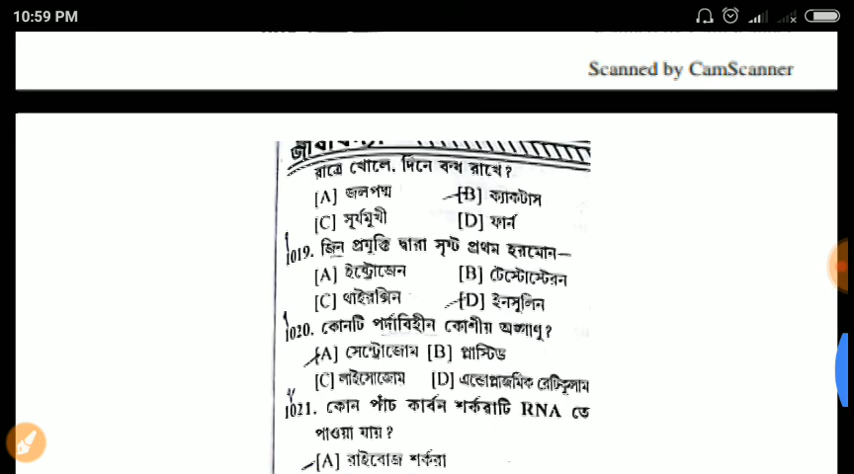 10:59 PM
Scanned by CamScanner
রাত্রে খোলে, দিনে বন্ধ রাখে?
[A] জলপদ্ম [B] ক্যাকটাস
[C] সূর্যমুখী [D] ফার্ন
1019. জিন প্রযুক্তি দ্বারা সৃষ্ট প্রথম হরমোন—
[A] ইস্ট্রোজেন [B] টেস্টোস্টেরন
[C] থাইরক্সিন [D] ইনসুলিন
1020. কোনটি পর্দাবিহীন কোশীয় অঙ্গাণু?
[A] সেন্ট্রোজোম [B] প্লাস্টিড
[C] লাইসোজোম [D] এন্ডোপ্লাজমিক রেটিকুলাম
1021. কোন পাঁচ কার্বন শর্করাটি RNA তে
পাওয়া যায়?
[A] রাইবোজ শর্করা